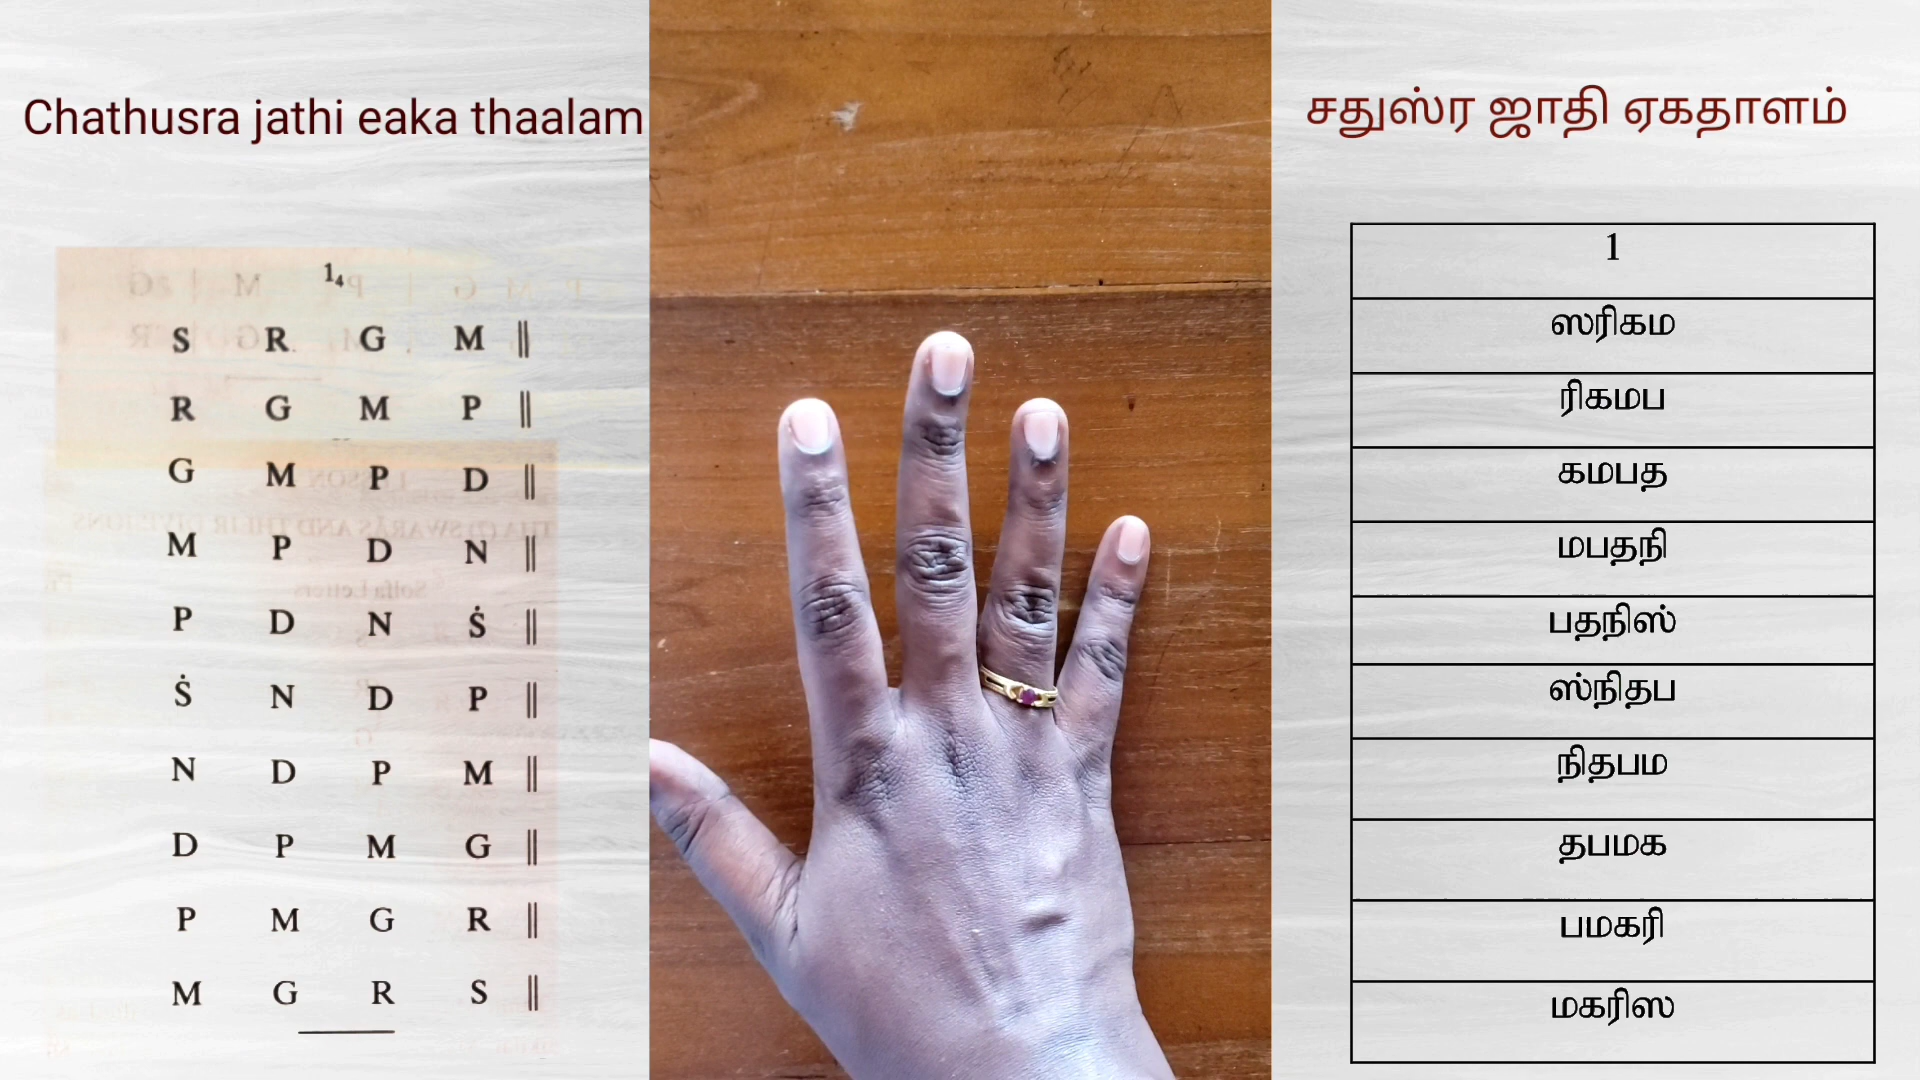 Chathusra jathi eaka thaalam
1₄
S R G M ||
R G M P ||
G M P D ||
M P D N ||
P D N Ṡ ||
Ṡ N D P ||
N D P M ||
D P M G ||
P M G R ||
M G R S ||
சதுஸ்ர ஜாதி ஏகதாளம்
1
ஸரிகம
ரிகமப
கமபத
மபதநி
பதநிஸ்
ஸ்நிதப
நிதபம
தபமக
பமகரி
மகரிஸ